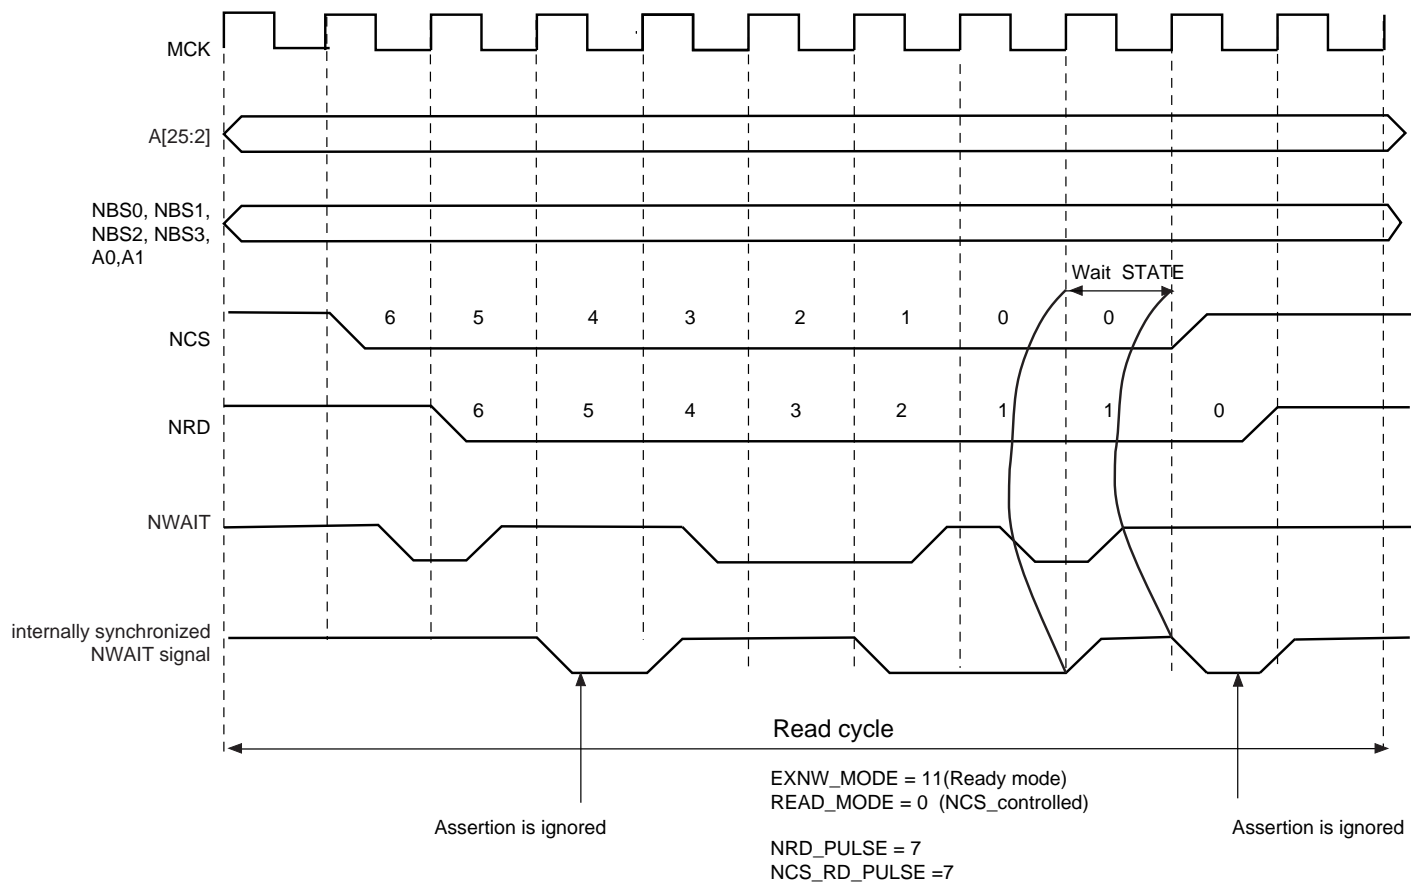 MCK
A[25:2]
NBS0, NBS1,
NBS2, NBS3,
A0,A1
Wait STATE
NCS
6 5 4 3 2 1 0 0
NRD
6 5 4 3 2 1 1 0
NWAIT
internally synchronized
NWAIT signal
Read cycle
EXNW_MODE = 11(Ready mode)
READ_MODE = 0 (NCS_controlled)
Assertion is ignored
Assertion is ignored
NRD_PULSE = 7
NCS_RD_PULSE =7